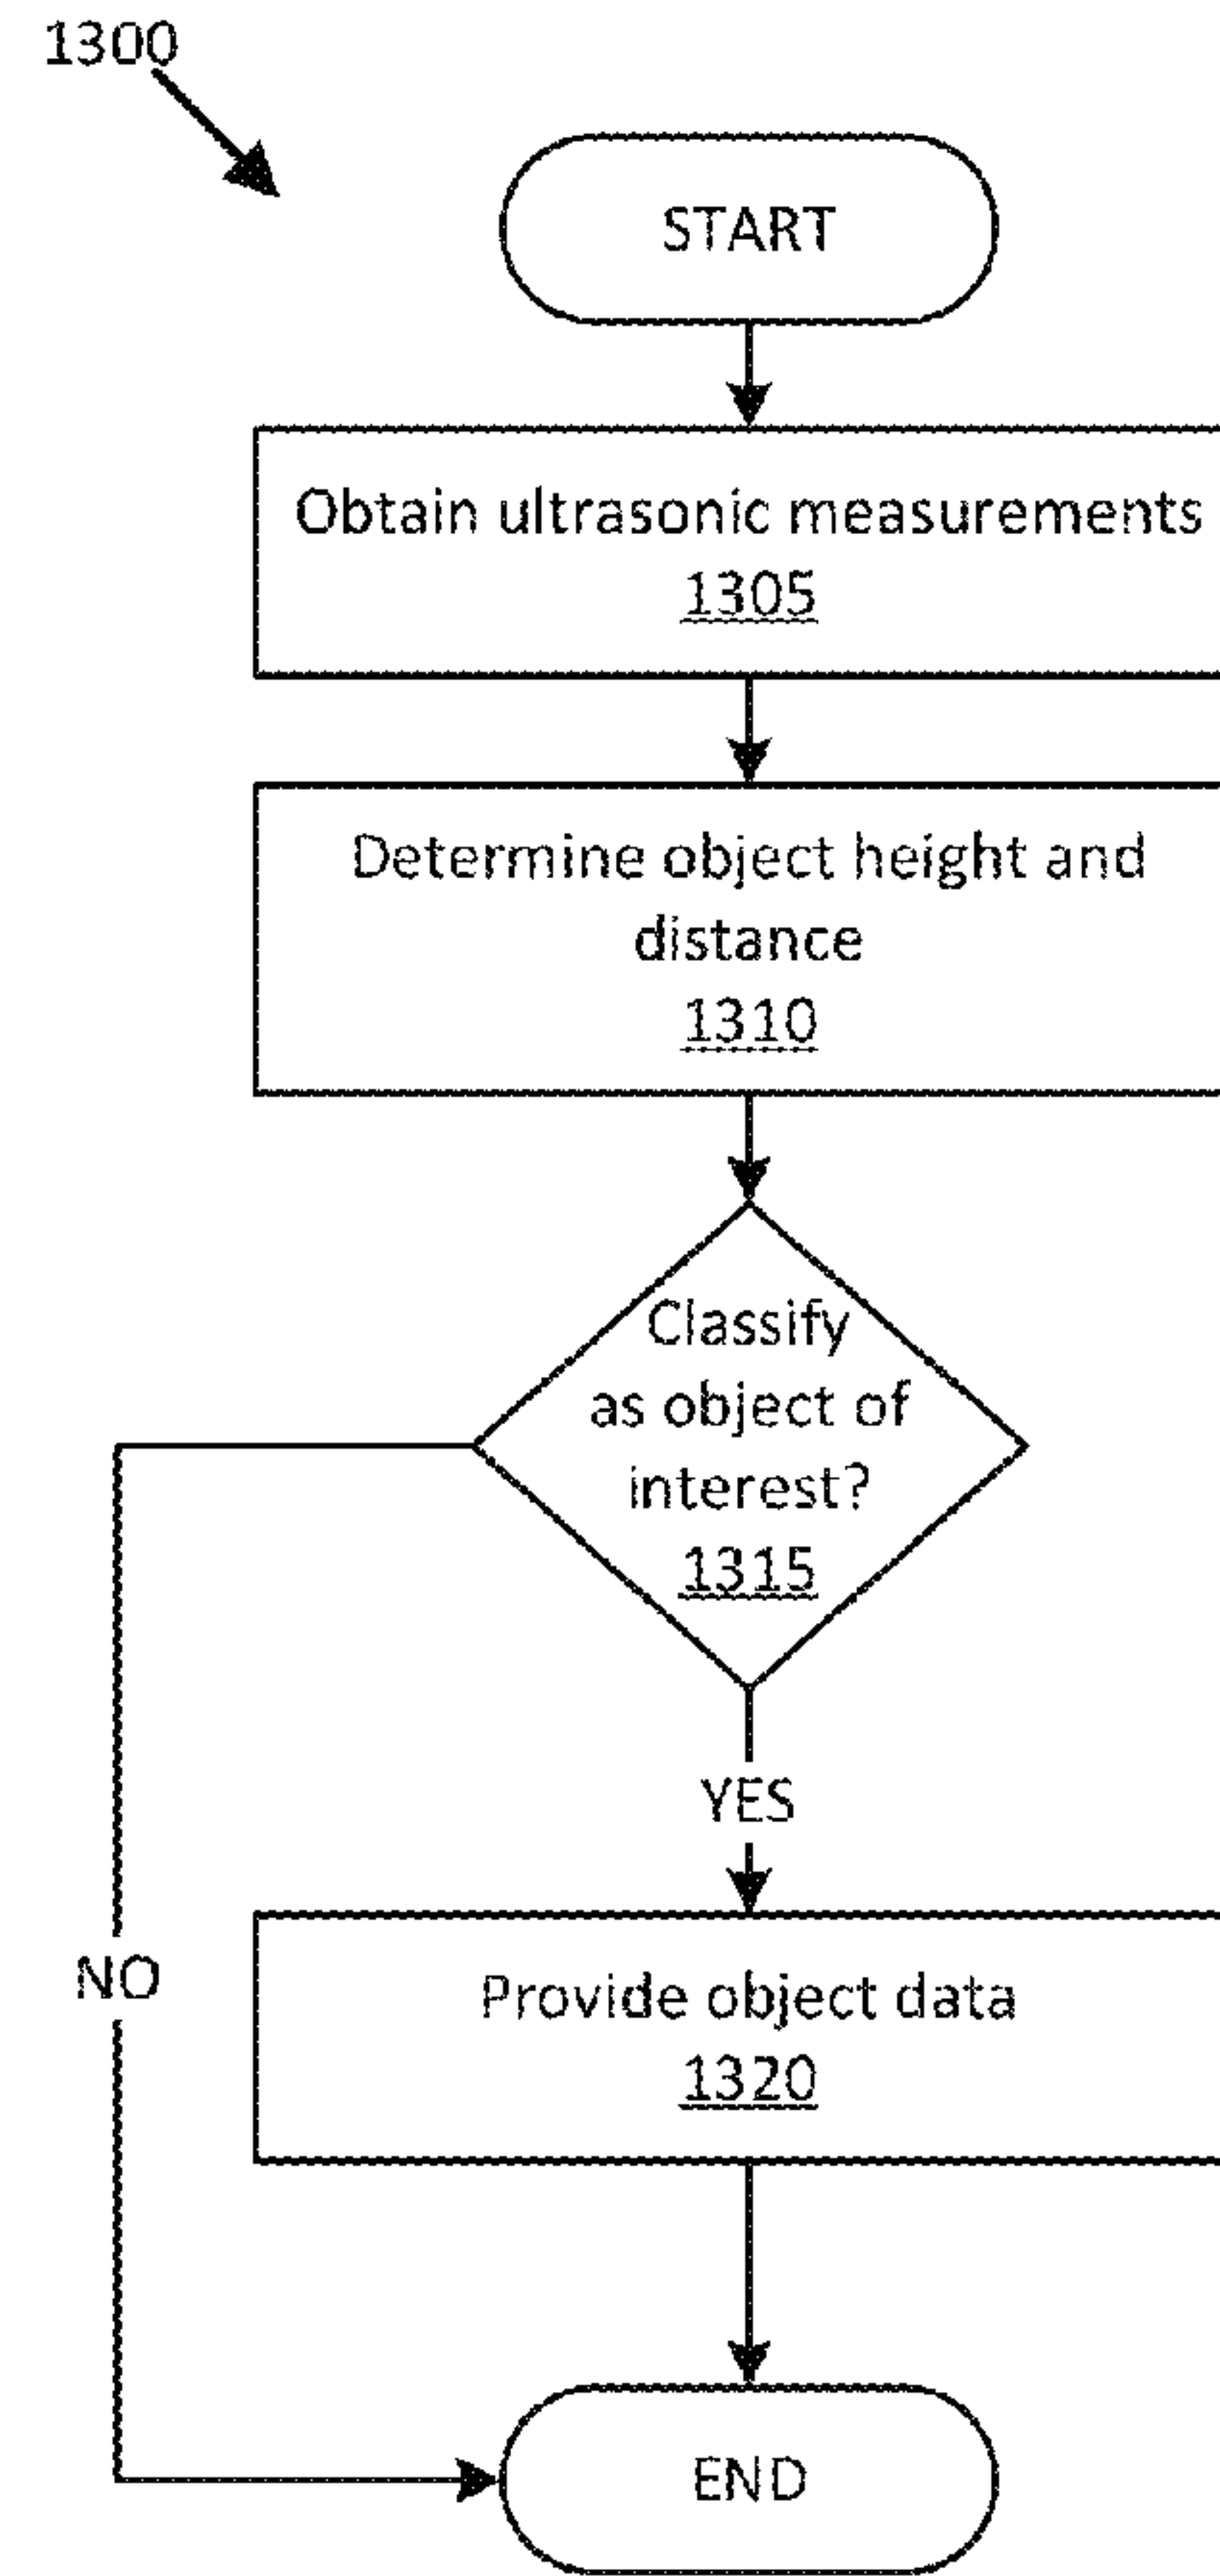 1300
START
Obtain ultrasonic measurements
1305
Determine object height and
distance
1310
Classify
as object of
interest?
1315
YES
NO
Provide object data
1320
END